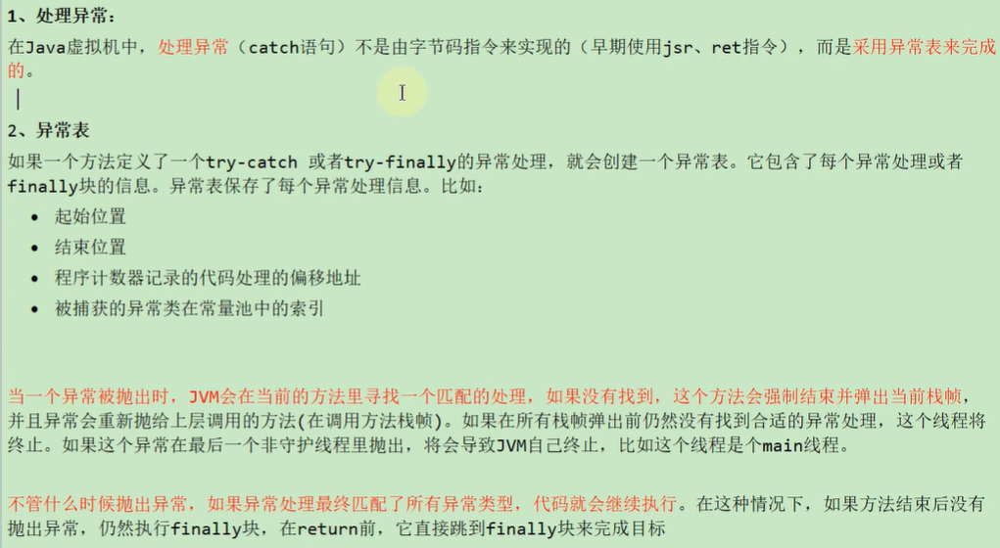 1、处理异常：
在Java虚拟机中，处理异常（catch语句）不是由字节码指令来实现的（早期使用jsr、ret指令），而是采用异常表来完成
的。
2、异常表
如果一个方法定义了一个try-catch 或者try-finally的异常处理，就会创建一个异常表。它包含了每个异常处理或者
finally块的信息。异常表保存了每个异常处理信息。比如：
• 起始位置
• 结束位置
• 程序计数器记录的代码处理的偏移地址
• 被捕获的异常类在常量池中的索引
当一个异常被抛出时，JVM会在当前的方法里寻找一个匹配的处理，如果没有找到，这个方法会强制结束并弹出当前栈帧，
并且异常会重新抛给上层调用的方法(在调用方法栈帧)。如果在所有栈帧弹出前仍然没有找到合适的异常处理，这个线程将
终止。如果这个异常在最后一个非守护线程里抛出，将会导致JVM自己终止，比如这个线程是个main线程。
不管什么时候抛出异常，如果异常处理最终匹配了所有异常类型，代码就会继续执行。在这种情况下，如果方法结束后没有
抛出异常，仍然执行finally块，在return前，它直接跳到finally块来完成目标